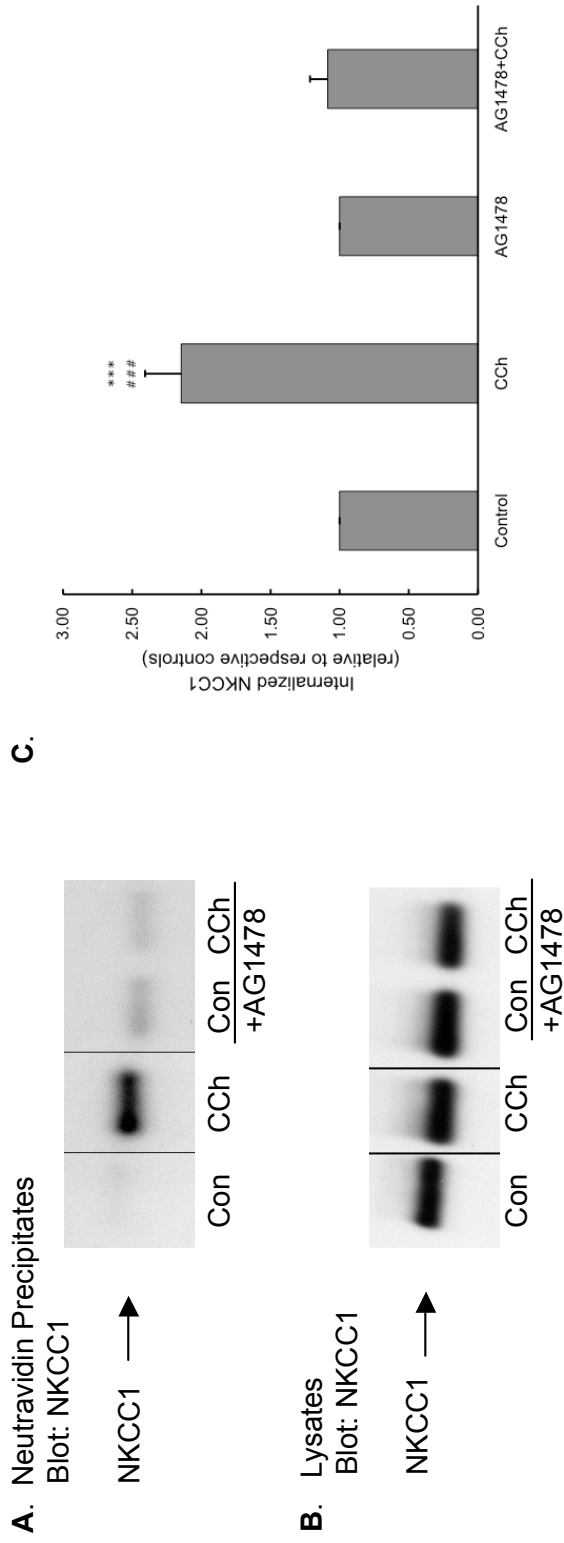 A. Neutravidin Precipitates
Blot: NKCC1
NKCC1
Con CCh Con CCh
+AG1478
B. Lysates
Blot: NKCC1
NKCC1
Con CCh Con CCh
+AG1478
C.
Internalized NKCC1
(relative to respective controls)
3.00
2.50
2.00
1.50
1.00
0.50
0.00
***
###
Control CCh AG1478 AG1478+CCh